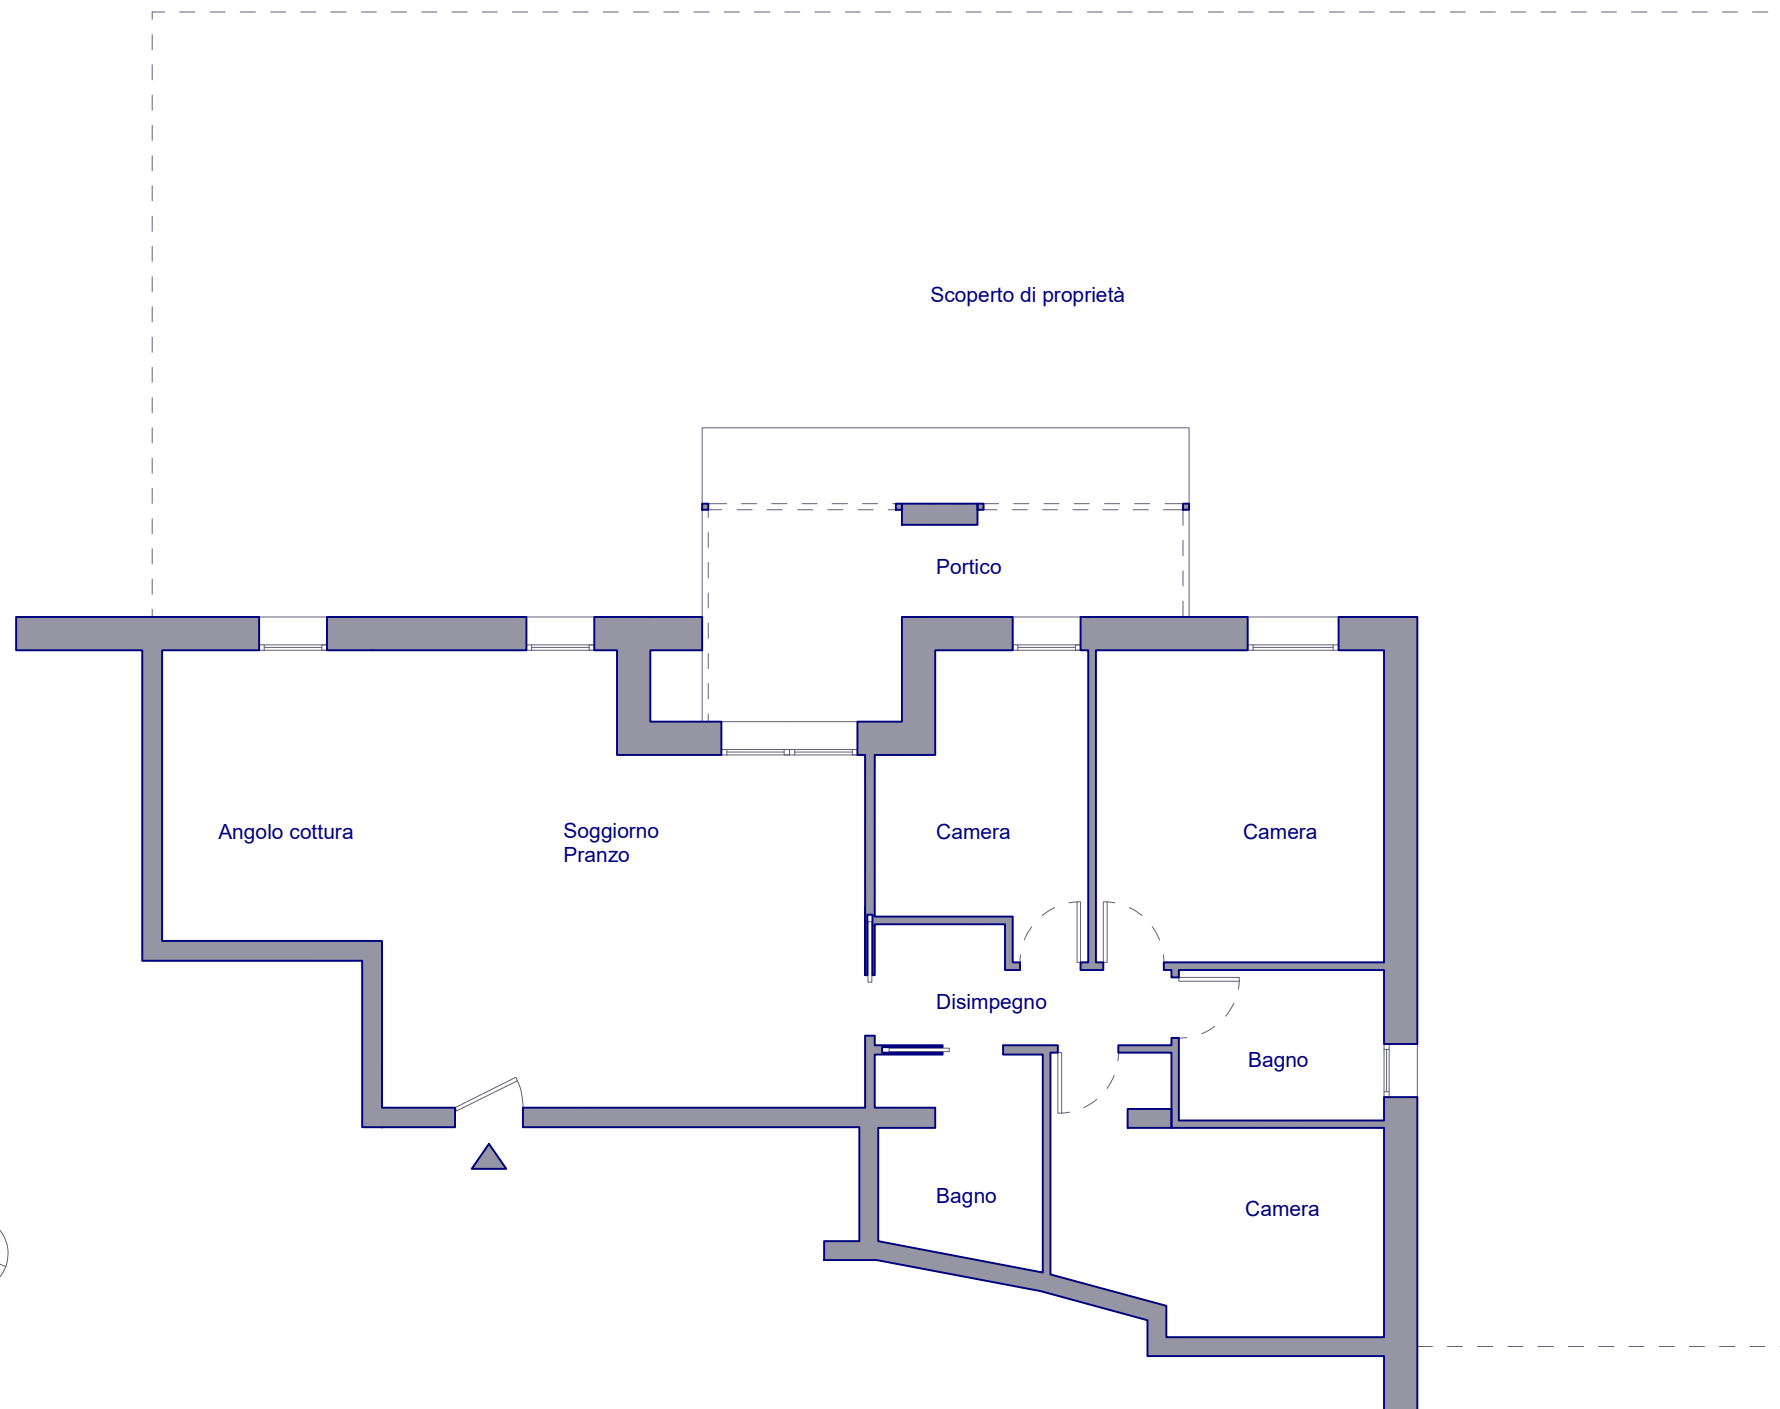 Scoperto di proprietà
Portico
Angolo cottura
Soggiorno
Pranzo
Camera
Camera
Disimpegno
Bagno
Bagno
Camera